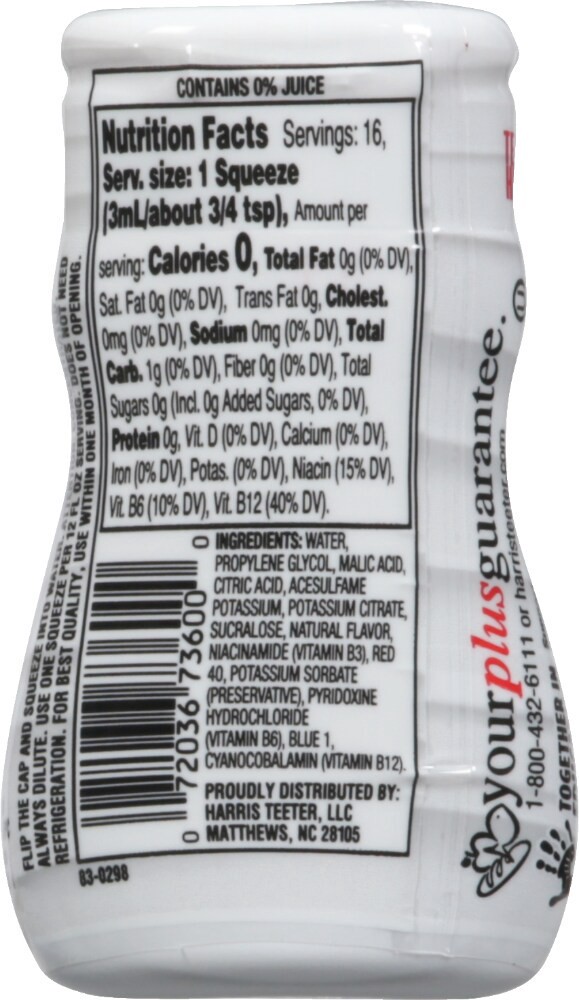 CONTAINS 0% JUICE
Nutrition Facts Servings: 16,
Serv. size: 1 Squeeze
(3mL/about 3/4 tsp), Amount per
serving: Calories 0, Total Fat 0g (0% DV),
Sat. Fat 0g (0% DV), Trans Fat 0g, Cholest.
0mg (0% DV), Sodium 0mg (0% DV), Total
Carb. 1g (0% DV), Fiber 0g (0% DV), Total
Sugars 0g (Incl. 0g Added Sugars, 0% DV),
Protein 0g, Vit. D (0% DV), Calcium (0% DV),
Iron (0% DV), Potas. (0% DV), Niacin (15% DV),
Vit. B6 (10% DV), Vit. B12 (40% DV).
INGREDIENTS: WATER,
PROPYLENE GLYCOL, MALIC ACID,
CITRIC ACID, ACESULFAME
POTASSIUM, POTASSIUM CITRATE,
SUCRALOSE, NATURAL FLAVOR,
NIACINAMIDE (VITAMIN B3), RED
40, POTASSIUM SORBATE
(PRESERVATIVE), PYRIDOXINE
HYDROCHLORIDE
(VITAMIN B6), BLUE 1,
CYANOCOBALAMIN (VITAMIN B12).
PROUDLY DISTRIBUTED BY:
HARRIS TEETER, LLC
MATTHEWS, NC 28105
0 72036 73600 0
83-0298
FLIP THE CAP AND SQUEEZE INTO WATER.
ALWAYS DILUTE. USE ONE SQUEEZE PER 12 FL OZ SERVING. DOES NOT NEED
REFRIGERATION. FOR BEST QUALITY, USE WITHIN ONE MONTH OF OPENING.
yourplusguarantee.
1-800-432-6111 or harristeeter.com
TOGETHER IN